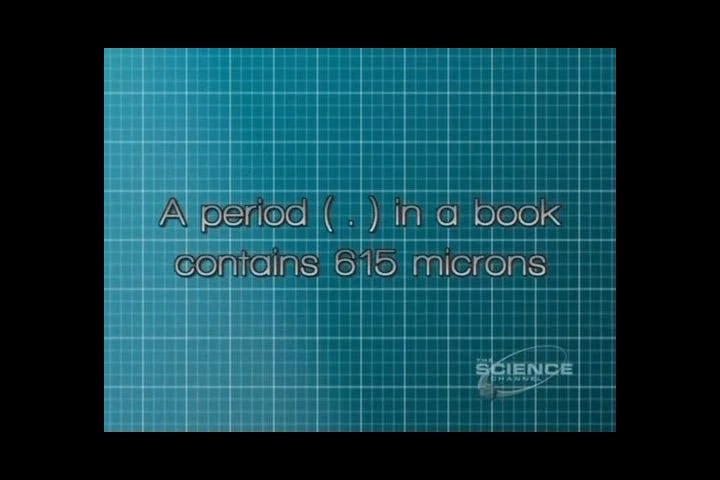 A period ( . ) in a book
contains 615 microns
THE
SCIENCE
CHANNEL